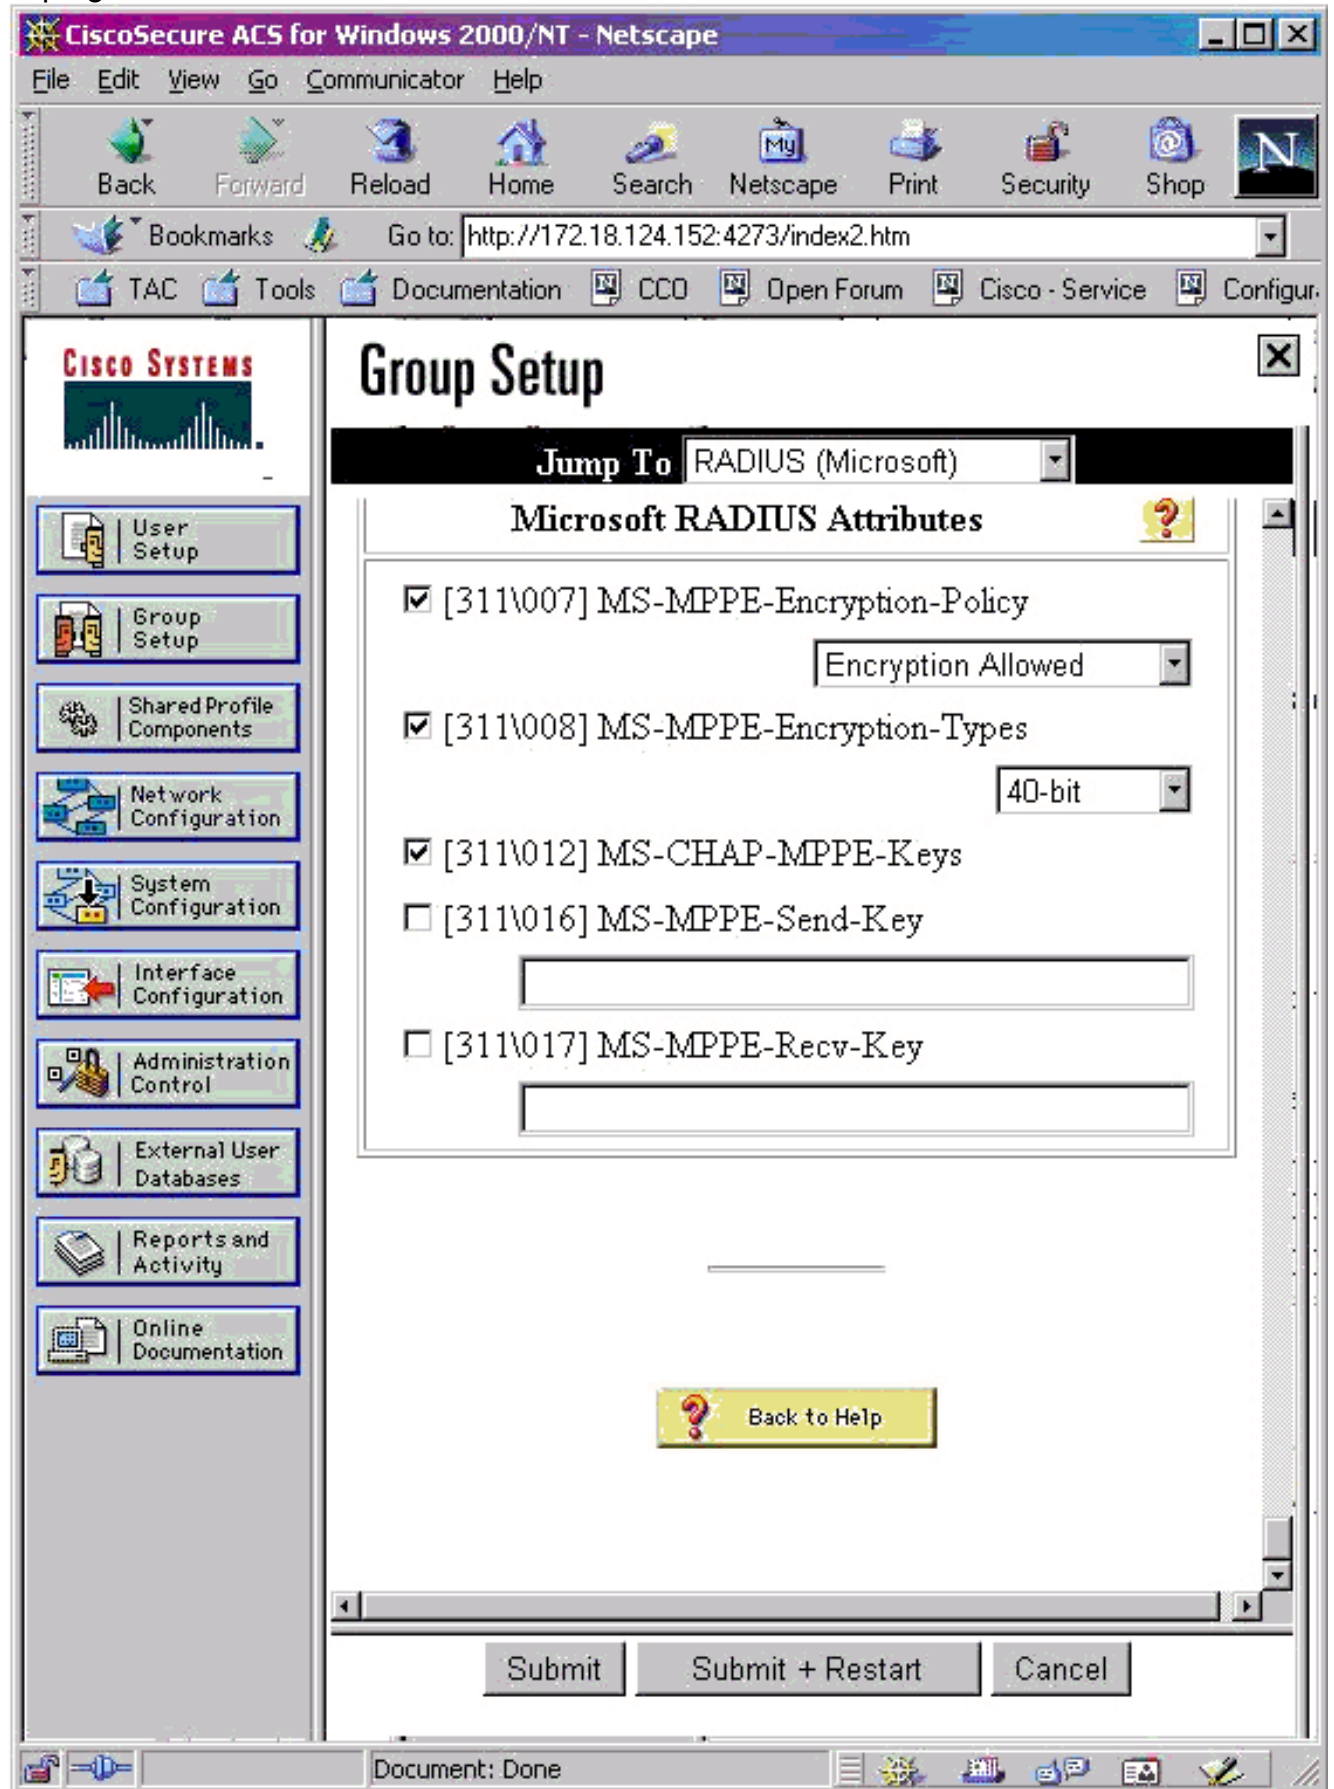 CiscoSecure ACS for Windows 2000/NT - Netscape
File Edit View Go Communicator Help
Back Forward Reload Home Search Netscape Print Security Shop
My
N
Bookmarks Go to: http://172.18.124.152:4273/index2.htm
TAC Tools Documentation CCO Open Forum Cisco - Service Configur
CISCO SYSTEMS
Group Setup
Jump To RADIUS (Microsoft)
User
Setup
Group
Setup
Shared Profile
Components
Network
Configuration
System
Configuration
Interface
Configuration
Administration
Control
External User
Databases
Reports and
Activity
Online
Documentation
Microsoft RADIUS Attributes ?
[311\007] MS-MPPE-Encryption-Policy
Encryption Allowed
[311\008] MS-MPPE-Encryption-Types
40-bit
[311\012] MS-CHAP-MPPE-Keys
[311\016] MS-MPPE-Send-Key
[311\017] MS-MPPE-Recv-Key
? Back to Help
Submit Submit + Restart Cancel
Document: Done